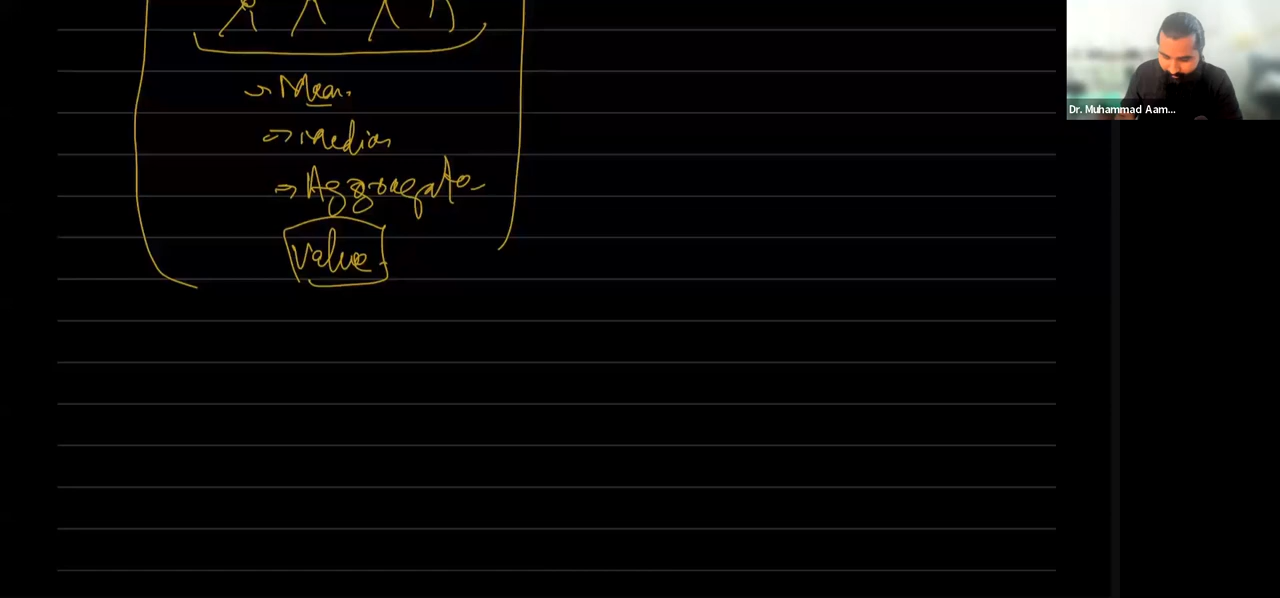 → Mean.
→ Median
→ Aggregate
Value
Dr. Muhammad Aam...